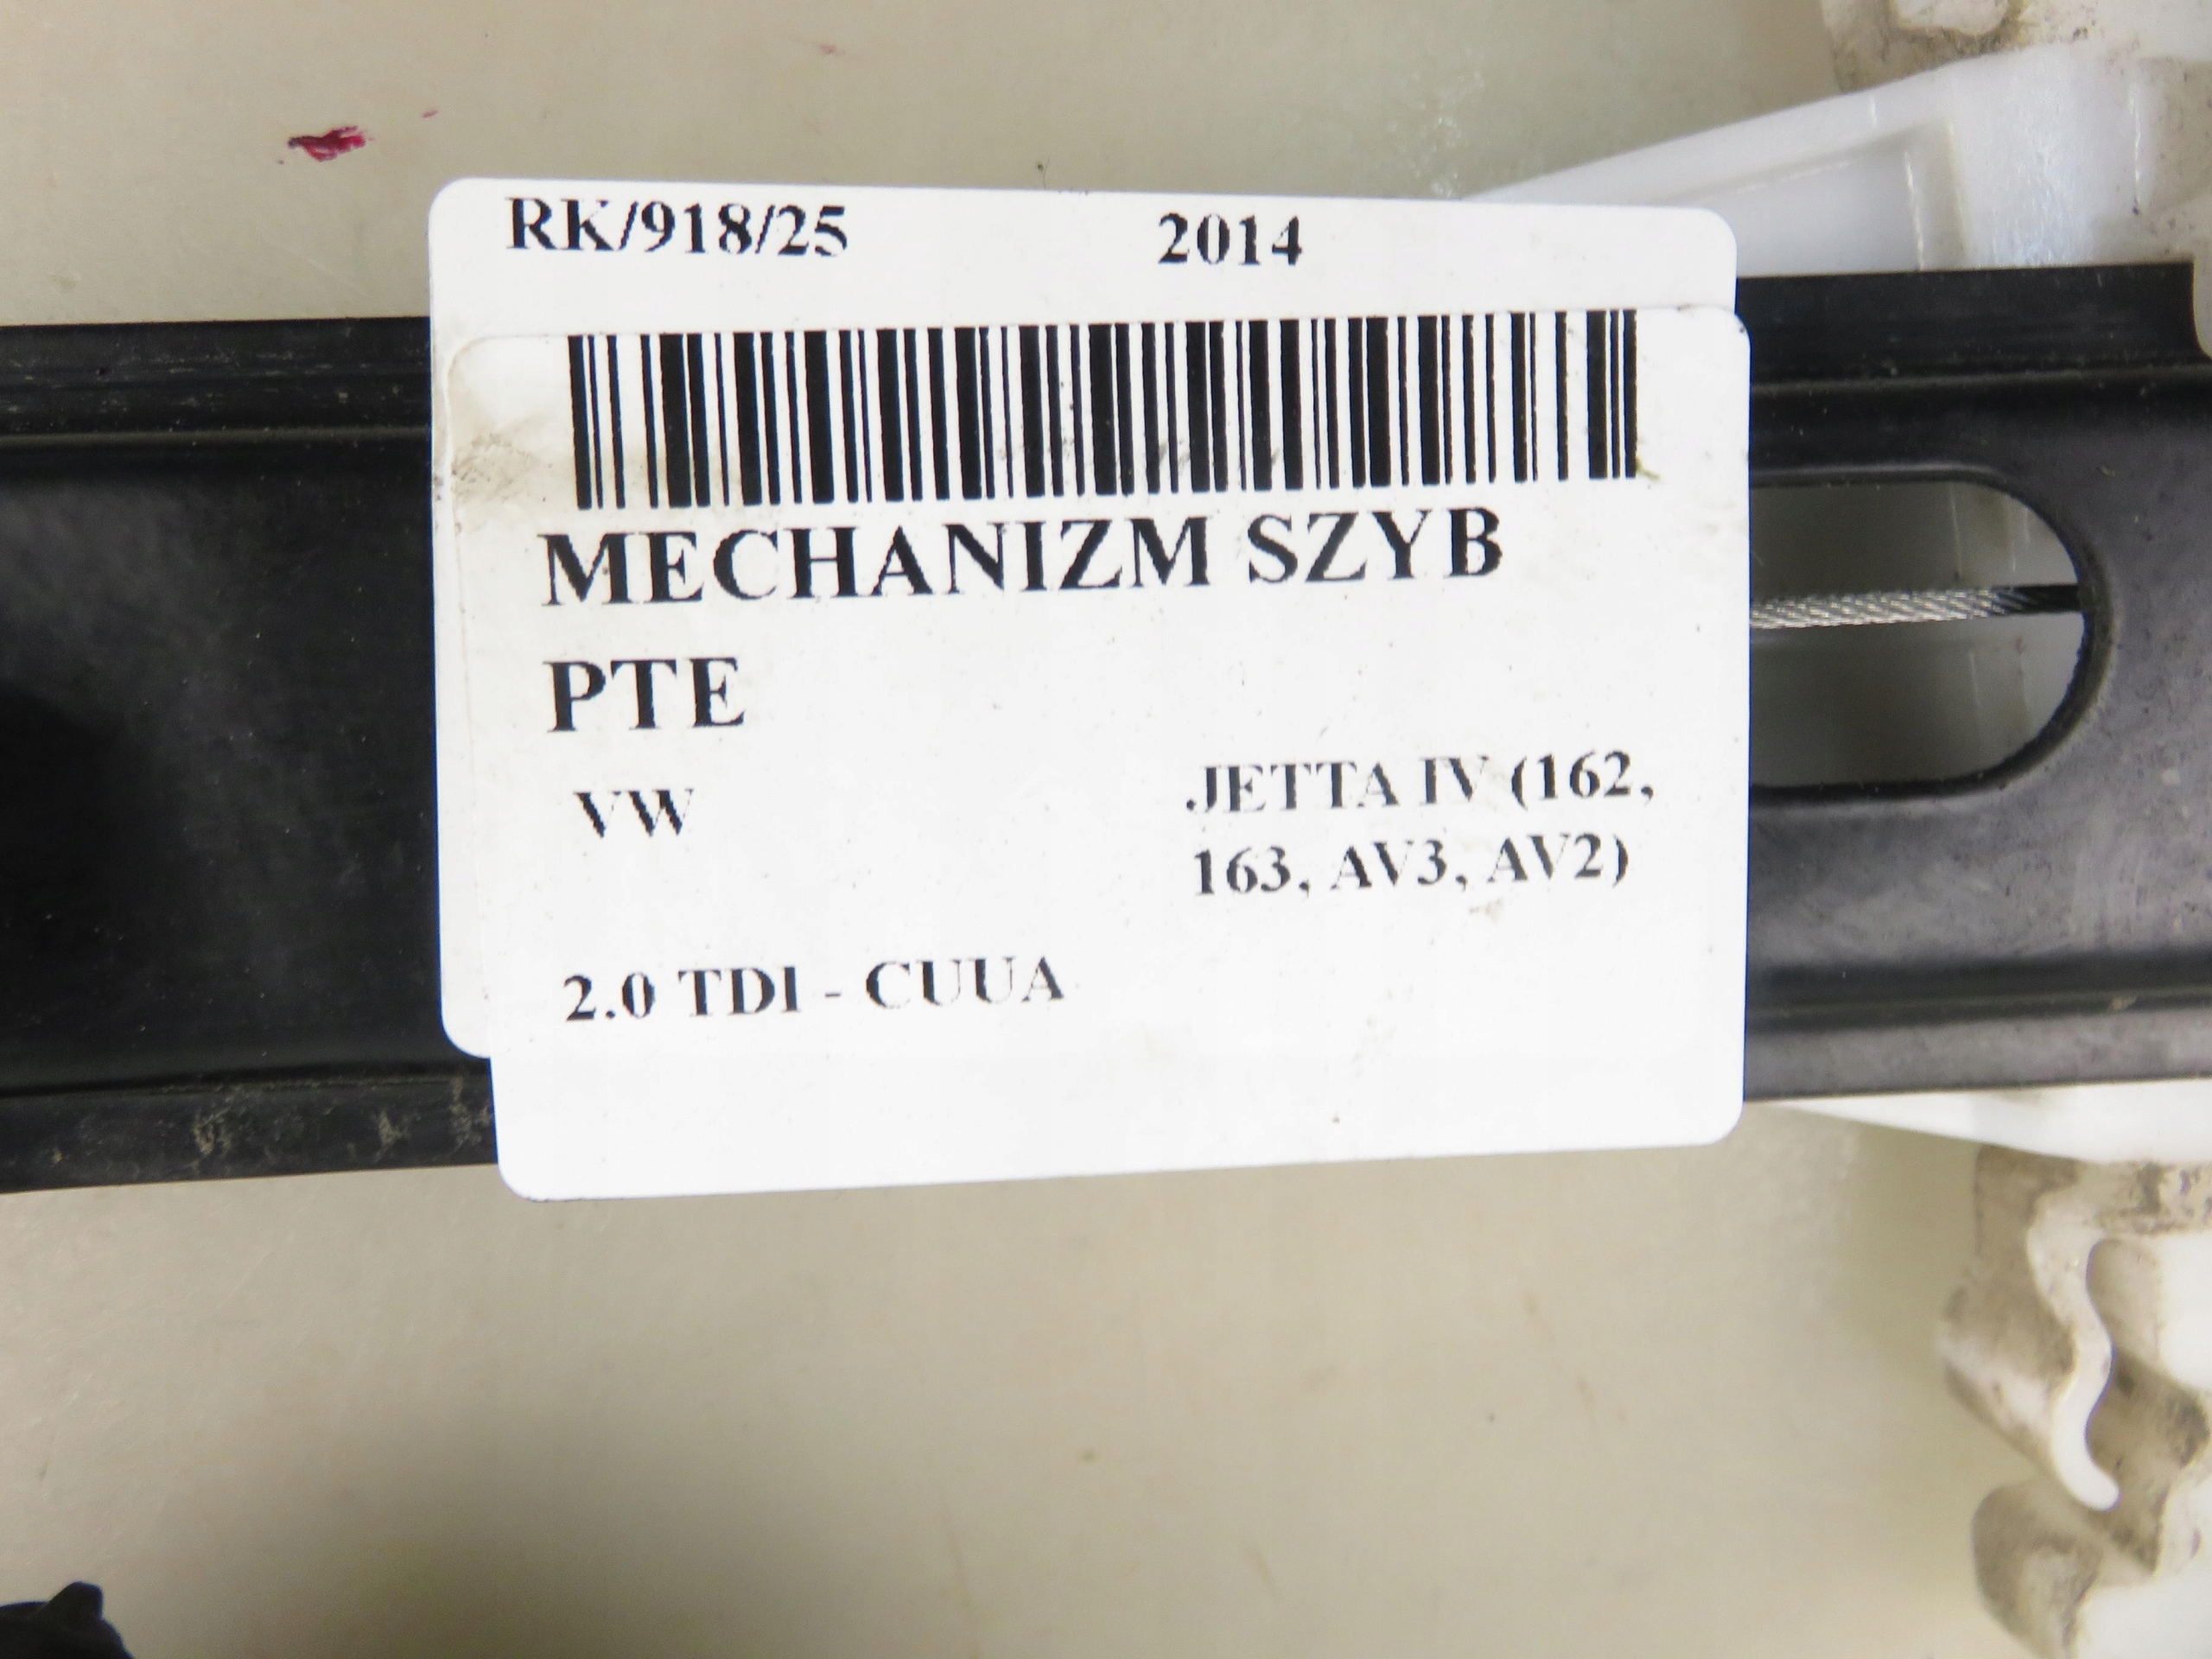 RK/918/25 2014
MECHANIZM SZYB
PTE
VW JETTA IV (162,
163, AV3, AV2)
2.0 TDI - CUUA